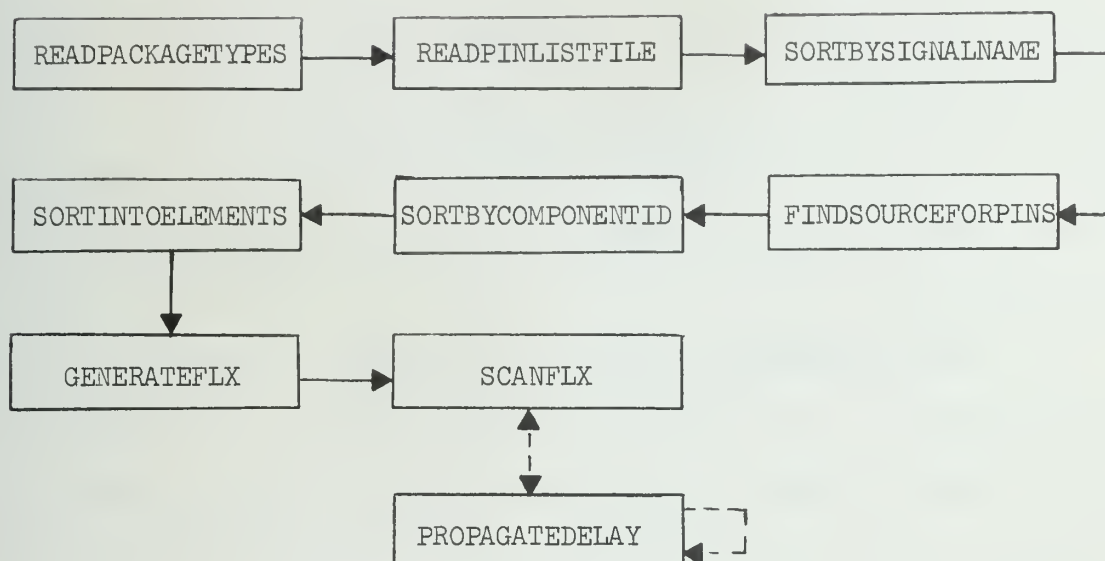 READPACKAGETYPES
READPINLISTFILE
SORTBYSIGNALNAME
FINDSOURCEFORPINS
SORTBYCOMPONENTID
SORTINTOELEMENTS
GENERATEFLX
SCANFLX
PROPAGATEDELAY